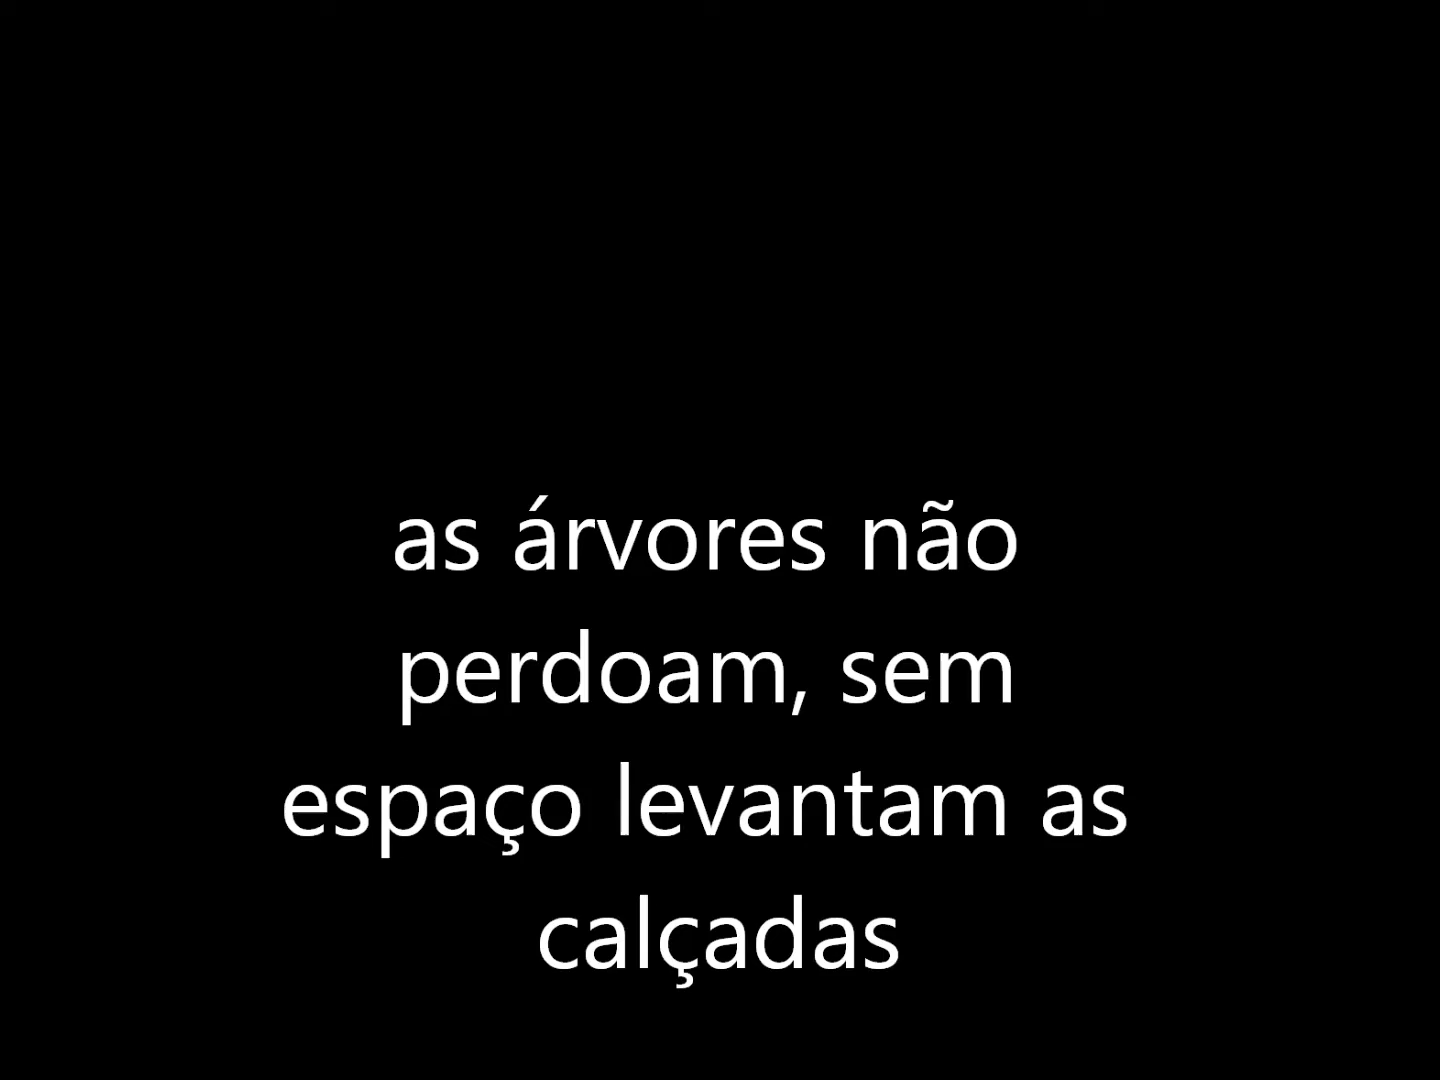 as árvores não
perdoam, sem
espaço levantam as
calçadas